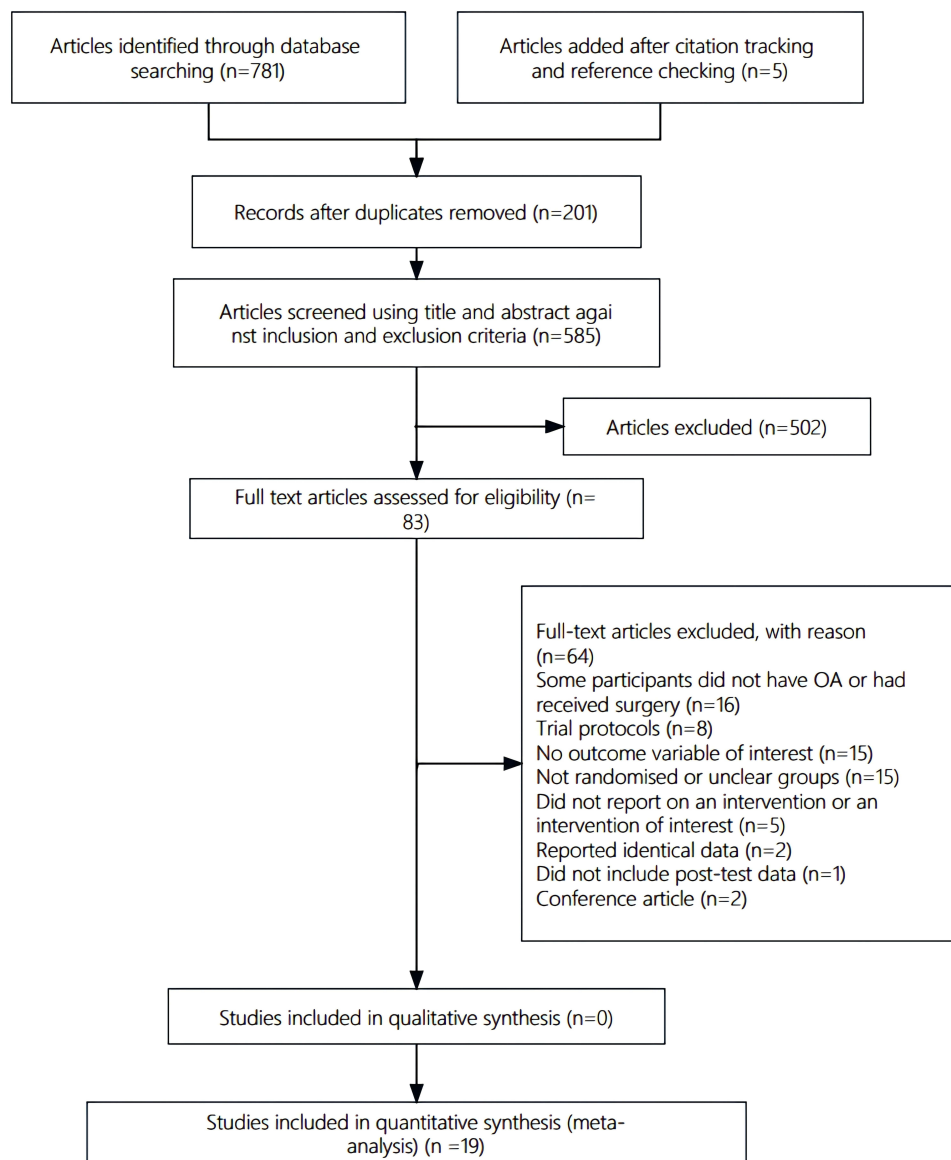 Articles identified through database
searching (n=781)
Articles added after citation tracking
and reference checking (n=5)
Records after duplicates removed (n=201)
Articles screened using title and abstract agai
nst inclusion and exclusion criteria (n=585)
Articles excluded (n=502)
Full text articles assessed for eligibility (n=
83)
Full-text articles excluded, with reason
(n=64)
Some participants did not have OA or had
received surgery (n=16)
Trial protocols (n=8)
No outcome variable of interest (n=15)
Not randomised or unclear groups (n=15)
Did not report on an intervention or an
intervention of interest (n=5)
Reported identical data (n=2)
Did not include post-test data (n=1)
Conference article (n=2)
Studies included in qualitative synthesis (n=0)
Studies included in quantitative synthesis (meta-
analysis) (n =19)